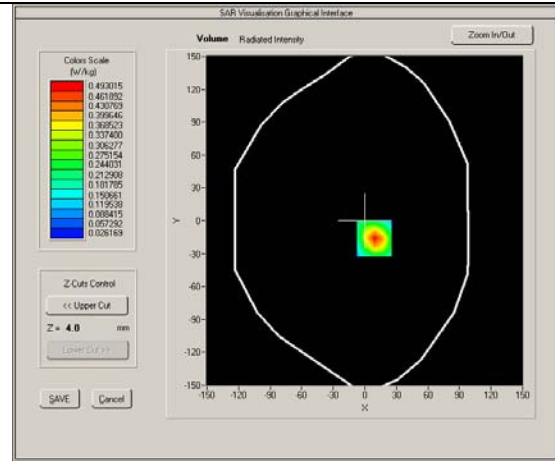 SAR Visualisation Graphical Interface
Volume Radiated Intensity
Zoom In/Out
Colors Scale
(W/kg)
0.493015
0.461892
0.430769
0.399646
0.368523
0.337400
0.306277
0.275154
0.244031
0.212908
0.181785
0.150661
0.119538
0.088415
0.057292
0.026169
150
120
90
60
30
0
-30
-60
-90
-120
-150
Y
-150 -120 -90 -60 -30 0 30 60 90 120 150
X
Z-Cuts Control
<< Upper Cut
Z = 4.0 mm
Lower Cut >>
SAVE Cancel